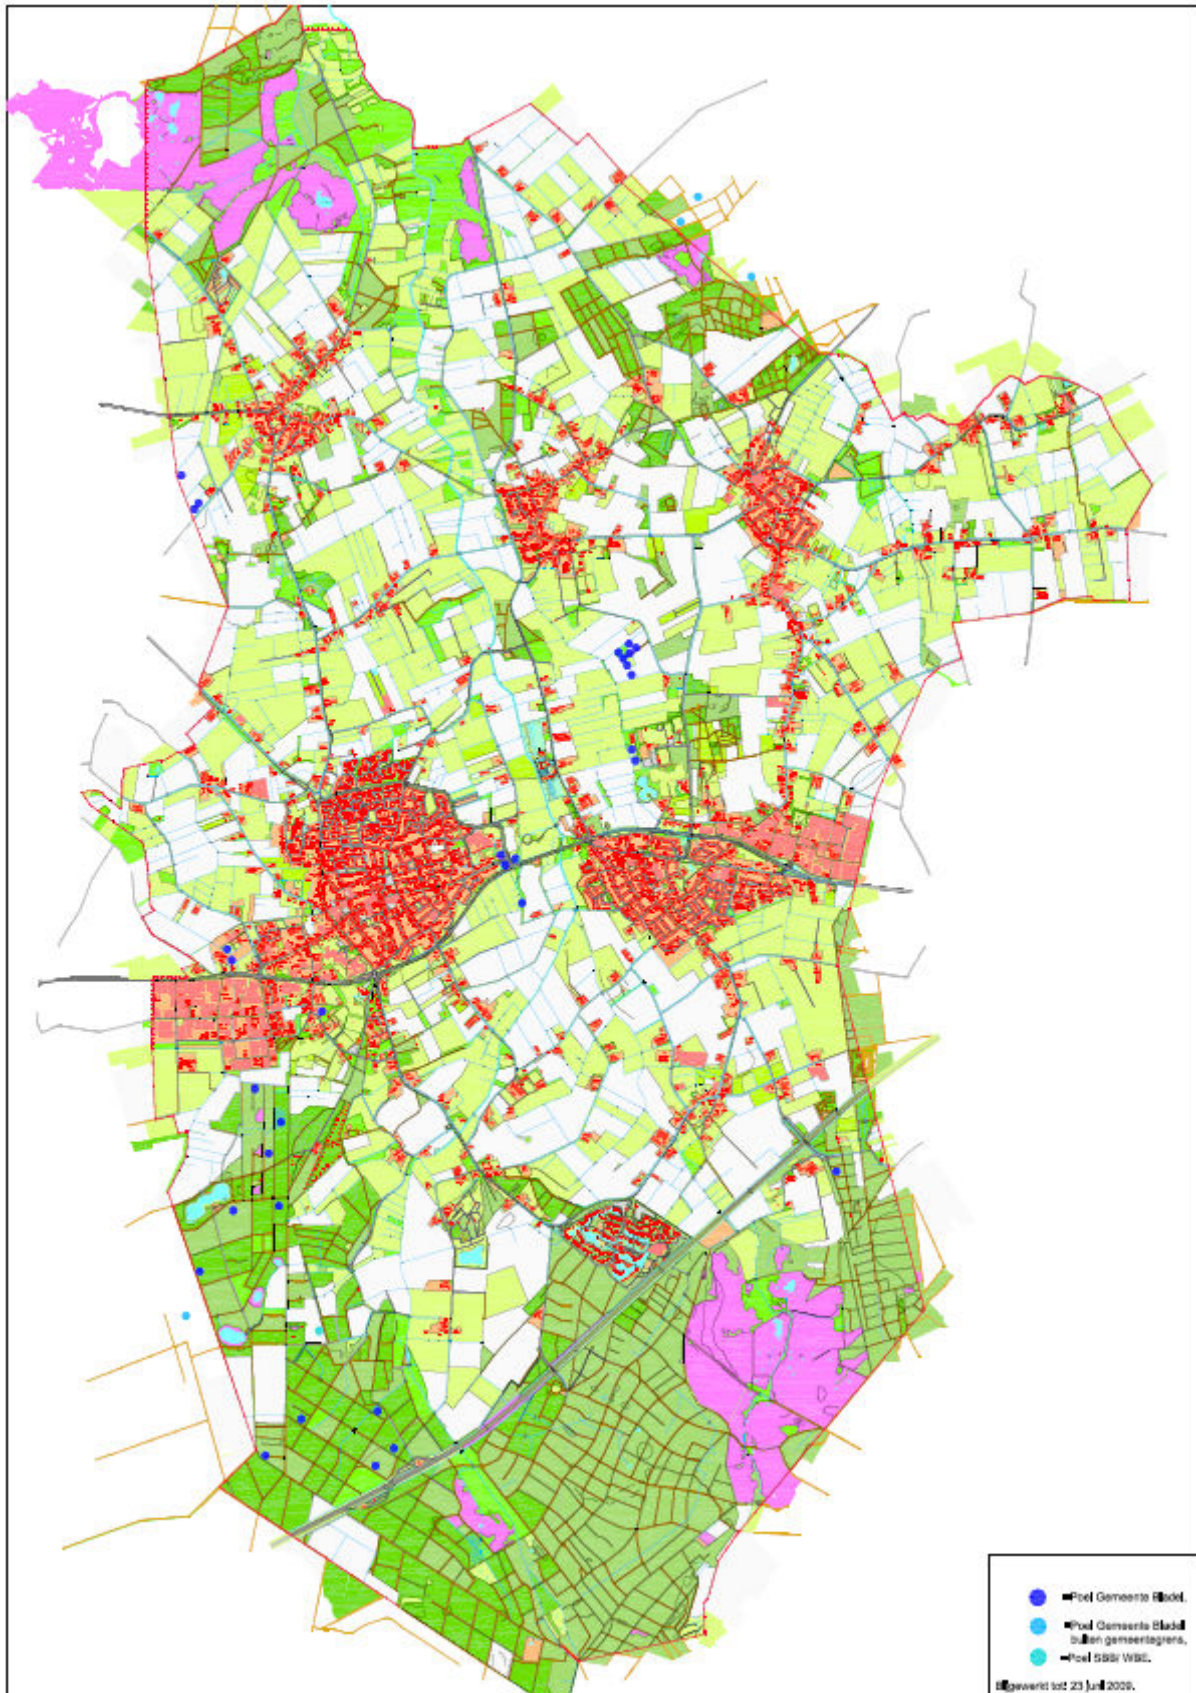 Poel Gemeente Bladel.
Poel Gemeente Bladel
buiten gemeentegrens.
Poel SBB/ WBE.
Bijgewerkt tot: 23 juni 2009.